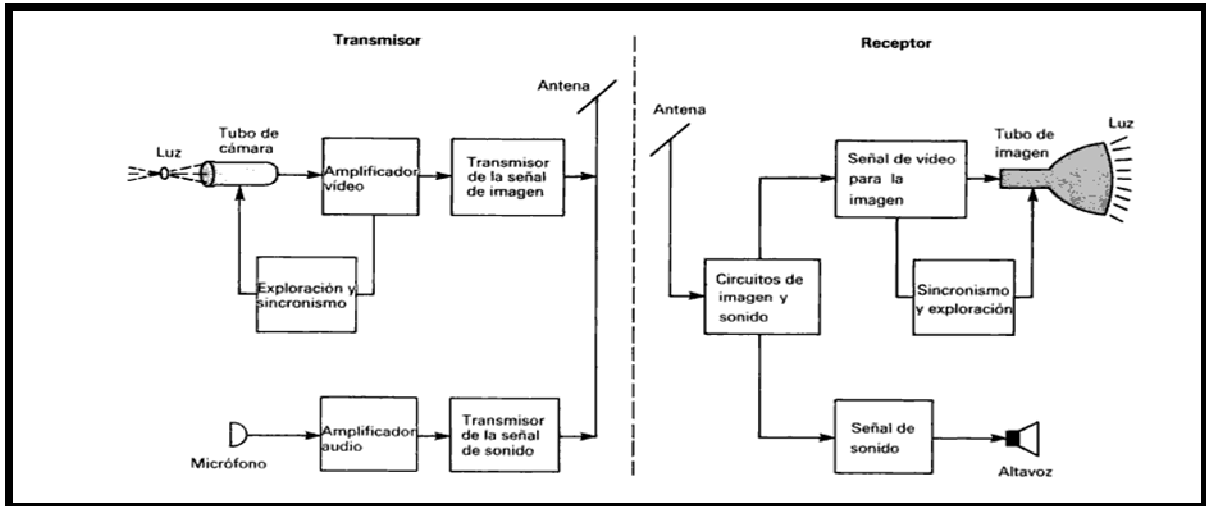 Transmisor
Antena
Luz
Tubo de
cámara
Amplificador
vídeo
Transmisor
de la señal
de imagen
Exploración y
sincronismo
Micrófono
Amplificador
audio
Transmisor
de la señal
de sonido
Receptor
Antena
Circuitos de
imagen y
sonido
Señal de vídeo
para la
imagen
Tubo de
imagen
Luz
Sincronismo
y exploración
Señal de
sonido
Altavoz